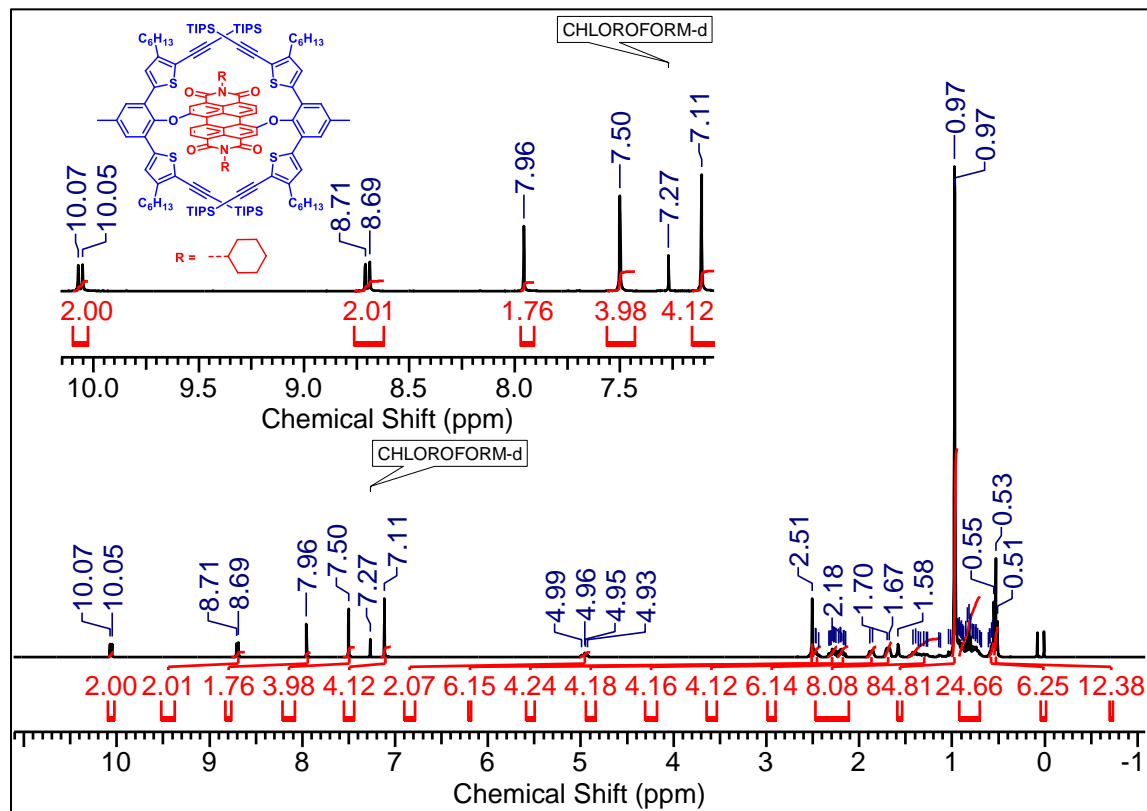 TIPS TIPS
C6H13 C6H13
S S
R
O N O
O
O
O N O
R
S S
C6H13 C6H13
TIPS TIPS
R =
CHLOROFORM-d
10.07
10.05
8.71
8.69
7.96
7.50
7.27
7.11
0.97
0.97
2.00 2.01 1.76 3.98 4.12
10.0 9.5 9.0 8.5 8.0 7.5
Chemical Shift (ppm)
CHLOROFORM-d
10.07
10.05
8.71
8.69
7.96
7.50
7.27
7.11
4.99
4.96
4.95
4.93
2.51
2.18
1.70
1.67
1.58
0.55
0.53
0.51
2.00 2.01 1.76 3.98 4.12 2.07 6.15 4.24 4.18 4.16 4.12 6.14 8.08 84.81 24.66 6.25 12.38
10 9 8 7 6 5 4 3 2 1 0 -1
Chemical Shift (ppm)